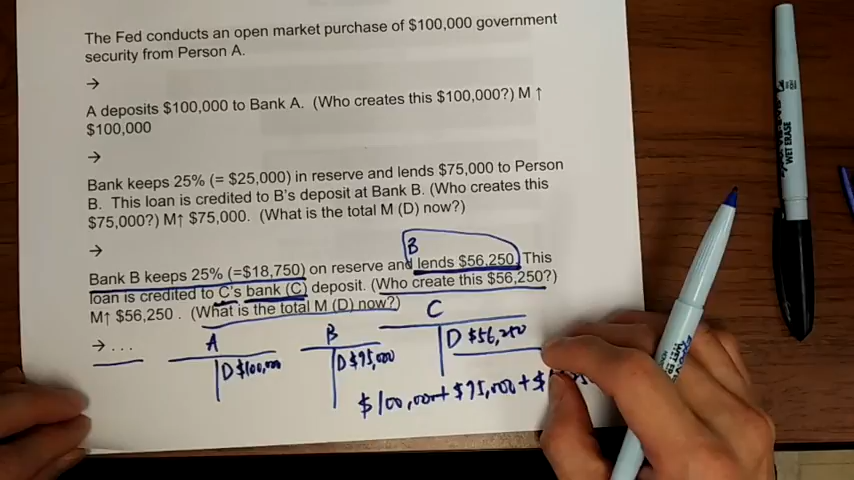 The Fed conducts an open market purchase of $100,000 government
security from Person A.
→
A deposits $100,000 to Bank A. (Who creates this $100,000?) M ↑
$100,000
→
Bank keeps 25% (= $25,000) in reserve and lends $75,000 to Person
B. This loan is credited to B's deposit at Bank B. (Who creates this
$75,000?) M↑ $75,000. (What is the total M (D) now?)
→
B
Bank B keeps 25% (=$18,750) on reserve and lends $56,250. This
loan is credited to C's bank (C) deposit. (Who create this $56,250?)
M↑ $56,250 . (What is the total M (D) now?)
→ . . .
A B C
D $100,000 D $75,000 D $56,250
$100,000 + $75,000 + $
EXPO
WET ERASE